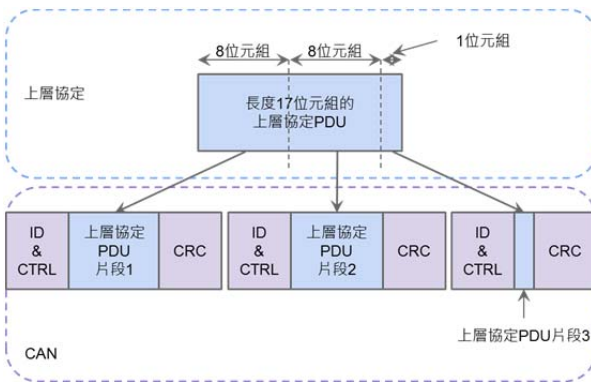 8位元組
8位元組
1位元組
上層協定
長度17位元組的
上層協定PDU
ID
&
CTRL
上層協定
PDU
片段1
CRC
ID
&
CTRL
上層協定
PDU
片段2
CRC
ID
&
CTRL
CRC
上層協定PDU片段3
CAN